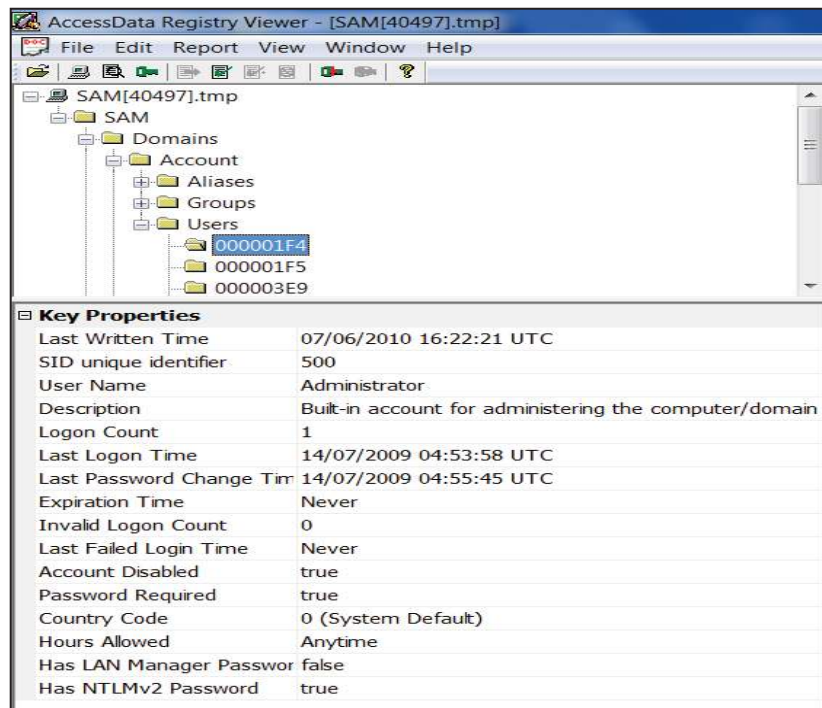 AccessData Registry Viewer - [SAM[40497].tmp]
File Edit Report View Window Help
SAM[40497].tmp
SAM
Domains
Account
Aliases
Groups
Users
000001F4
000001F5
000003E9
Key Properties
Last Written Time 07/06/2010 16:22:21 UTC
SID unique identifier 500
User Name Administrator
Description Built-in account for administering the computer/domain
Logon Count 1
Last Logon Time 14/07/2009 04:53:58 UTC
Last Password Change Tim 14/07/2009 04:55:45 UTC
Expiration Time Never
Invalid Logon Count 0
Last Failed Login Time Never
Account Disabled true
Password Required true
Country Code 0 (System Default)
Hours Allowed Anytime
Has LAN Manager Passwor false
Has NTLMv2 Password true